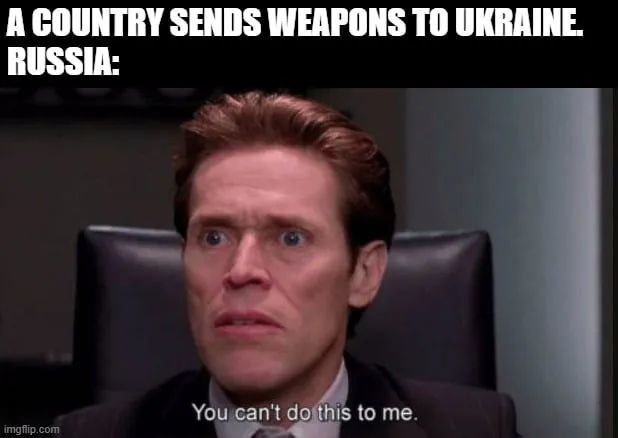 A COUNTRY SENDS WEAPONS TO UKRAINE.
RUSSIA:
You can't do this to me.
imgflip.com